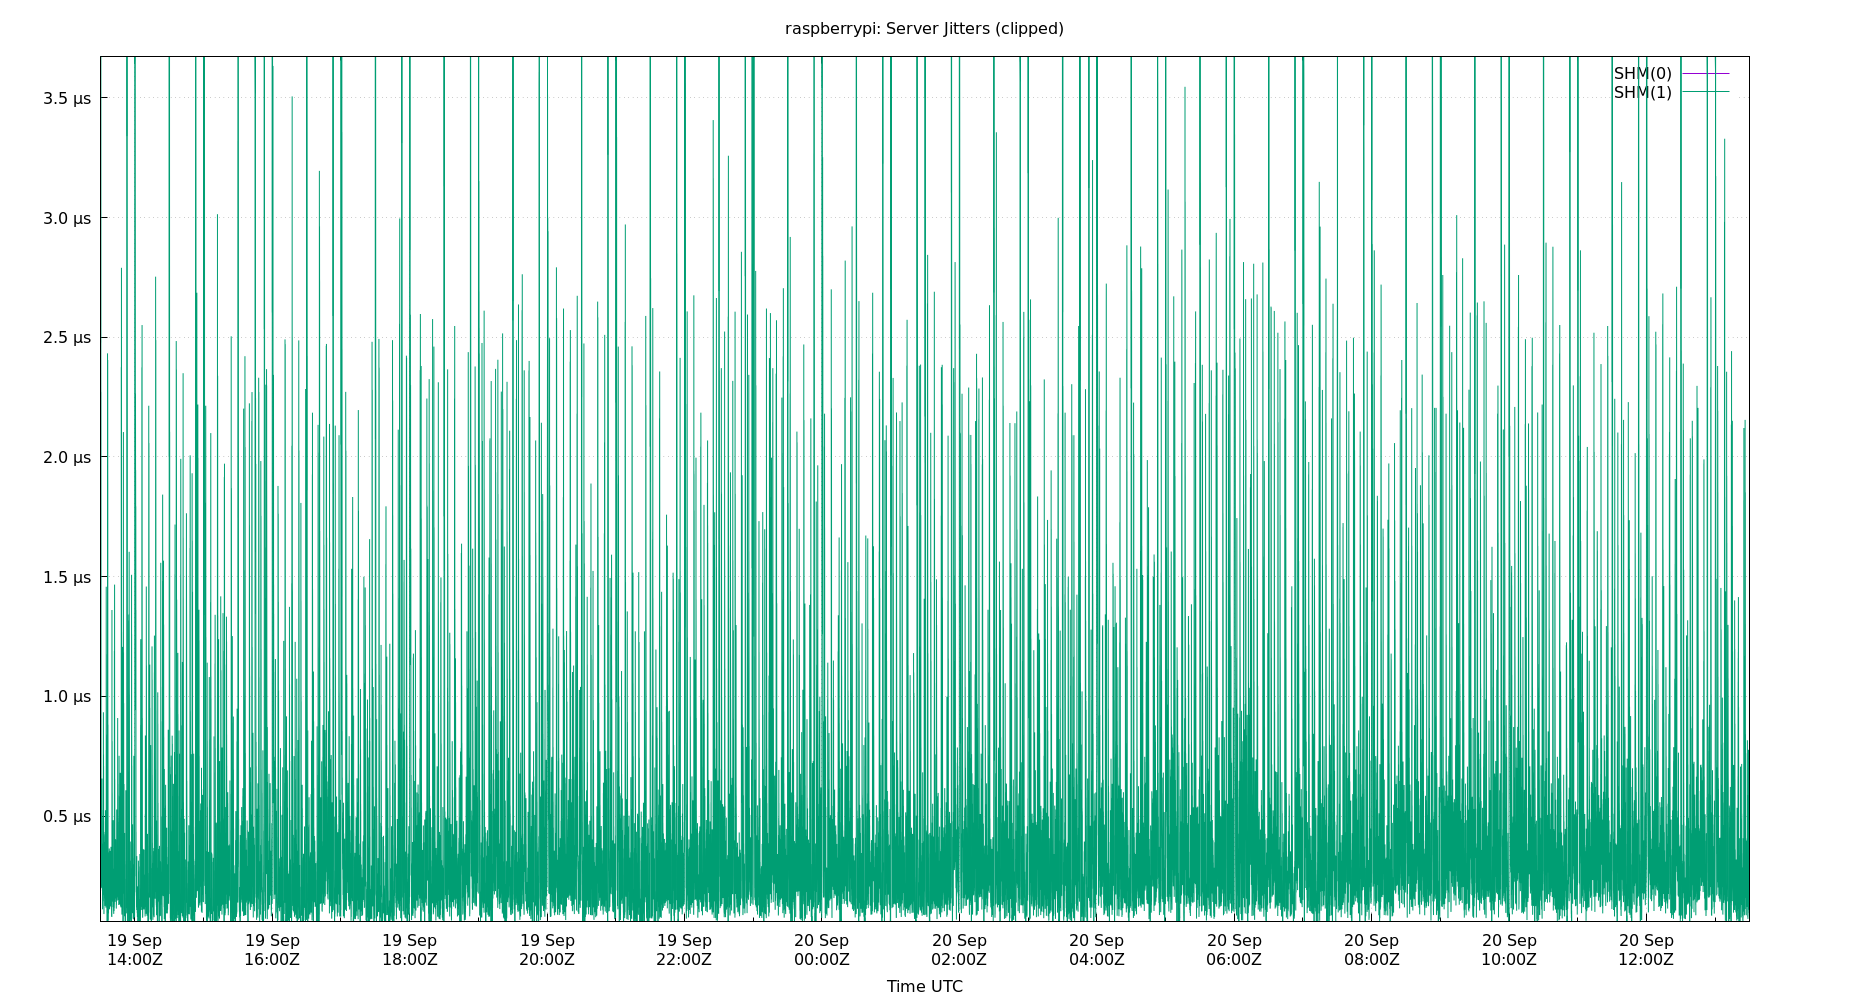 raspberrypi: Server Jitters (clipped)
SHM(0)
SHM(1)
3.5 μs
3.0 μs
2.5 μs
2.0 μs
1.5 μs
1.0 μs
0.5 μs
19 Sep 19 Sep 19 Sep 19 Sep 19 Sep 20 Sep 20 Sep 20 Sep 20 Sep 20 Sep 20 Sep 20 Sep
14:00Z 16:00Z 18:00Z 20:00Z 22:00Z 00:00Z 02:00Z 04:00Z 06:00Z 08:00Z 10:00Z 12:00Z
Time UTC